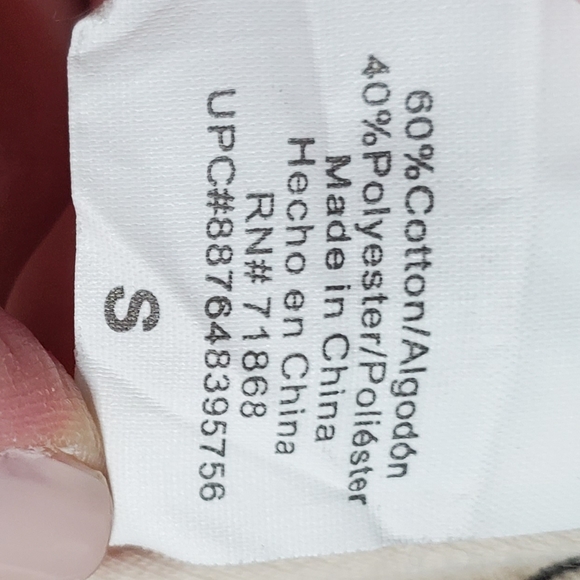 60%Cotton/Algodón
40%Polyester/Poliéster
Made in China
Hecho en China
RN# 71868
UPC#887648395756
S